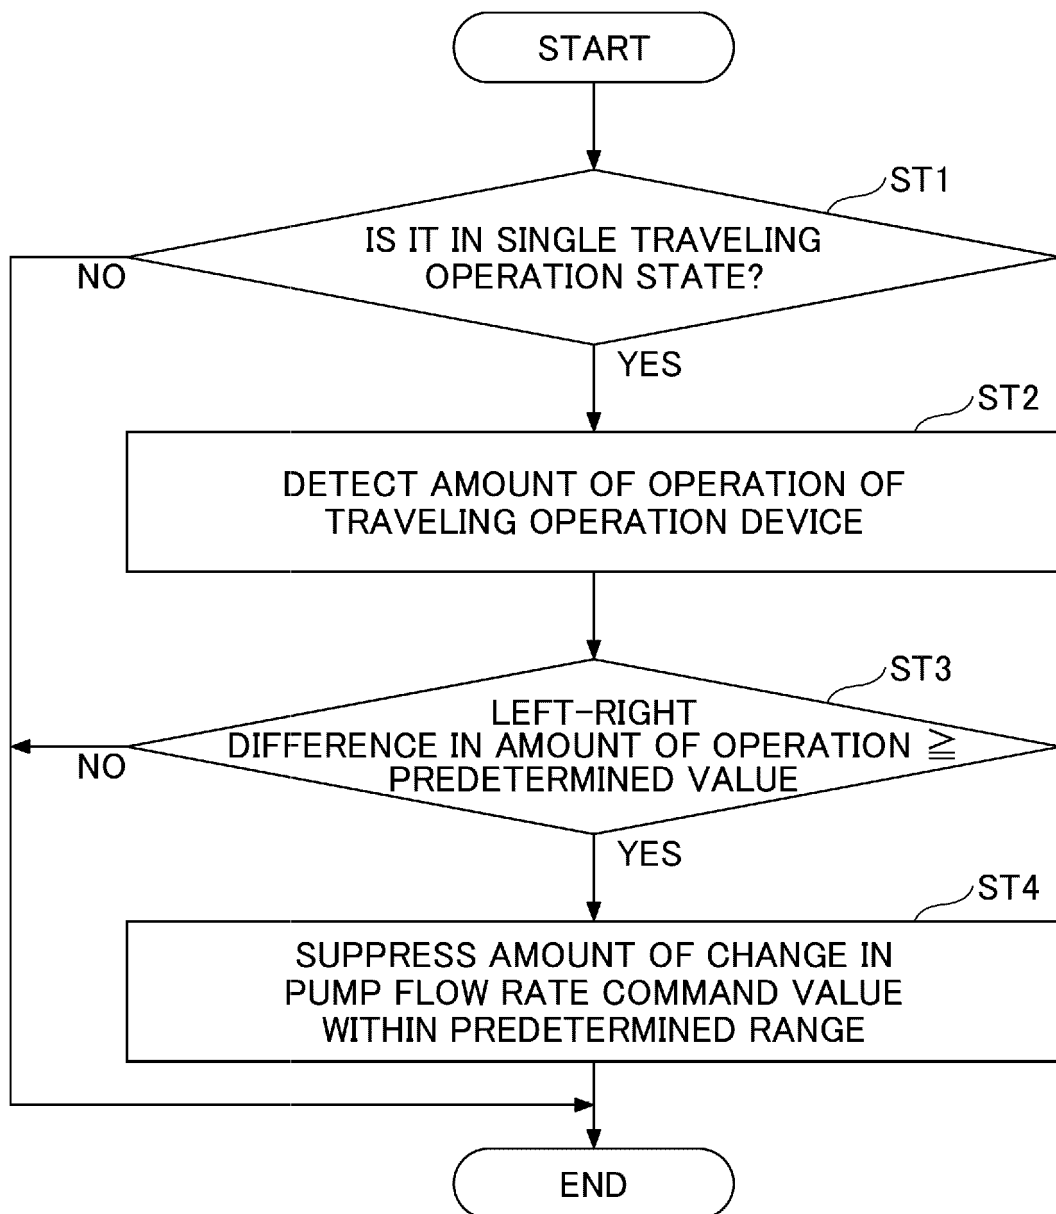 START
ST1
IS IT IN SINGLE TRAVELING
OPERATION STATE?
NO
YES
ST2
DETECT AMOUNT OF OPERATION OF
TRAVELING OPERATION DEVICE
ST3
LEFT-RIGHT
DIFFERENCE IN AMOUNT OF OPERATION ≧
PREDETERMINED VALUE
NO
YES
ST4
SUPPRESS AMOUNT OF CHANGE IN
PUMP FLOW RATE COMMAND VALUE
WITHIN PREDETERMINED RANGE
END